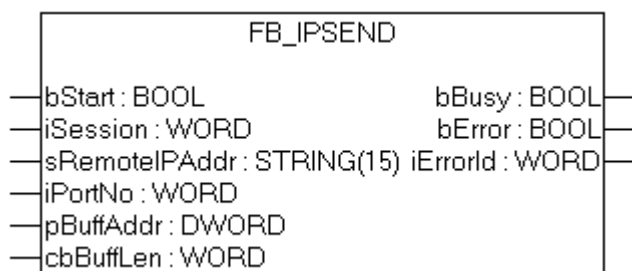 FB_IPSEND
bStart : BOOL bBusy : BOOL
iSession : WORD bError : BOOL
sRemoteIPAddr : STRING(15) iErrorId : WORD
iPortNo : WORD
pBuffAddr : DWORD
cbBuffLen : WORD